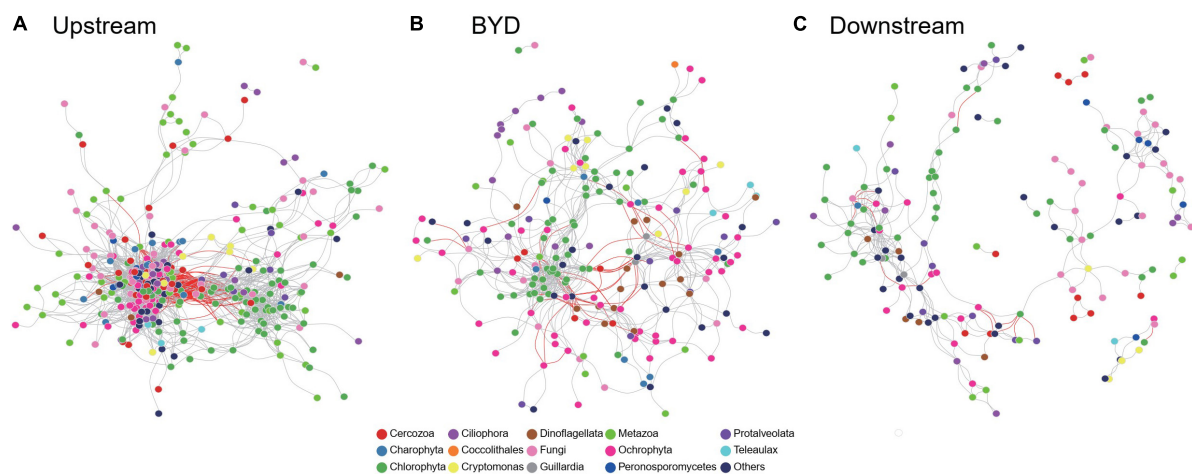 A Upstream
B BYD
C Downstream
Cercozoa Ciliophora Dinoflagellata Metazoa Protalveolata
Charophyta Coccolithales Fungi Ochrophyta Teleaulax
Chlorophyta Cryptomonas Guillardia Peronosporomycetes Others